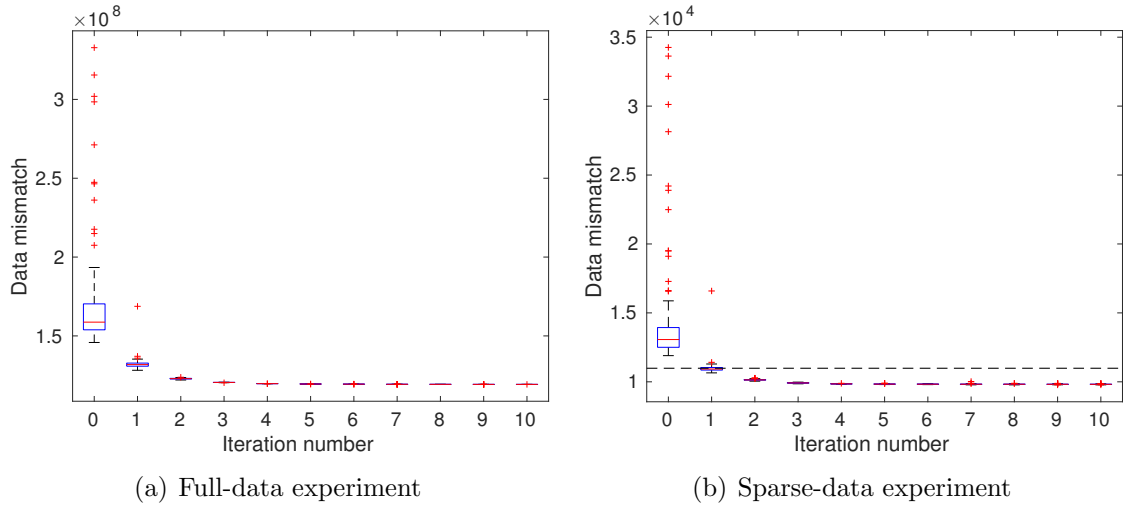 ×10^8
3
2.5
2
1.5
Data mismatch
0 1 2 3 4 5 6 7 8 9 10
Iteration number
(a) Full-data experiment
×10^4
3.5
3
2.5
2
1.5
1
Data mismatch
0 1 2 3 4 5 6 7 8 9 10
Iteration number
(b) Sparse-data experiment